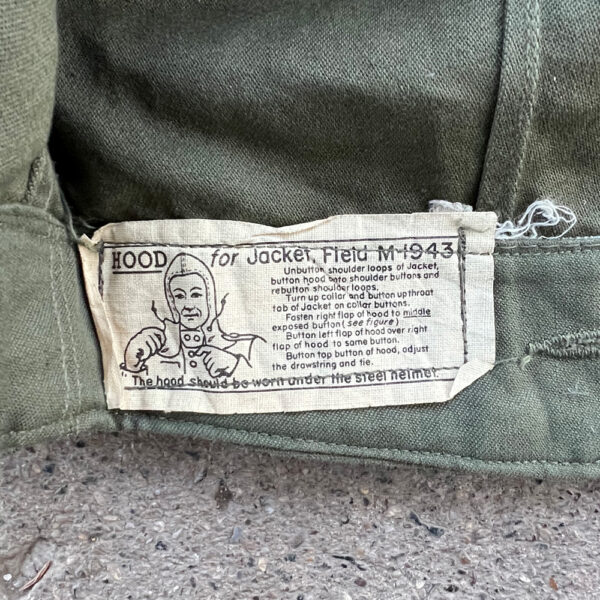 HOOD for Jacket, Field M-1943
Unbutton shoulder loops of Jacket,
button hood onto shoulder buttons and
rebutton shoulder loops.
Turn up collar and button up throat
tab of Jacket on collar buttons.
Fasten right flap of hood to middle
exposed button (see figure)
Button left flap of hood over right
flap of hood to same button.
Button top button of hood, adjust
the drawstring and tie.
The hood should be worn under the steel helmet.